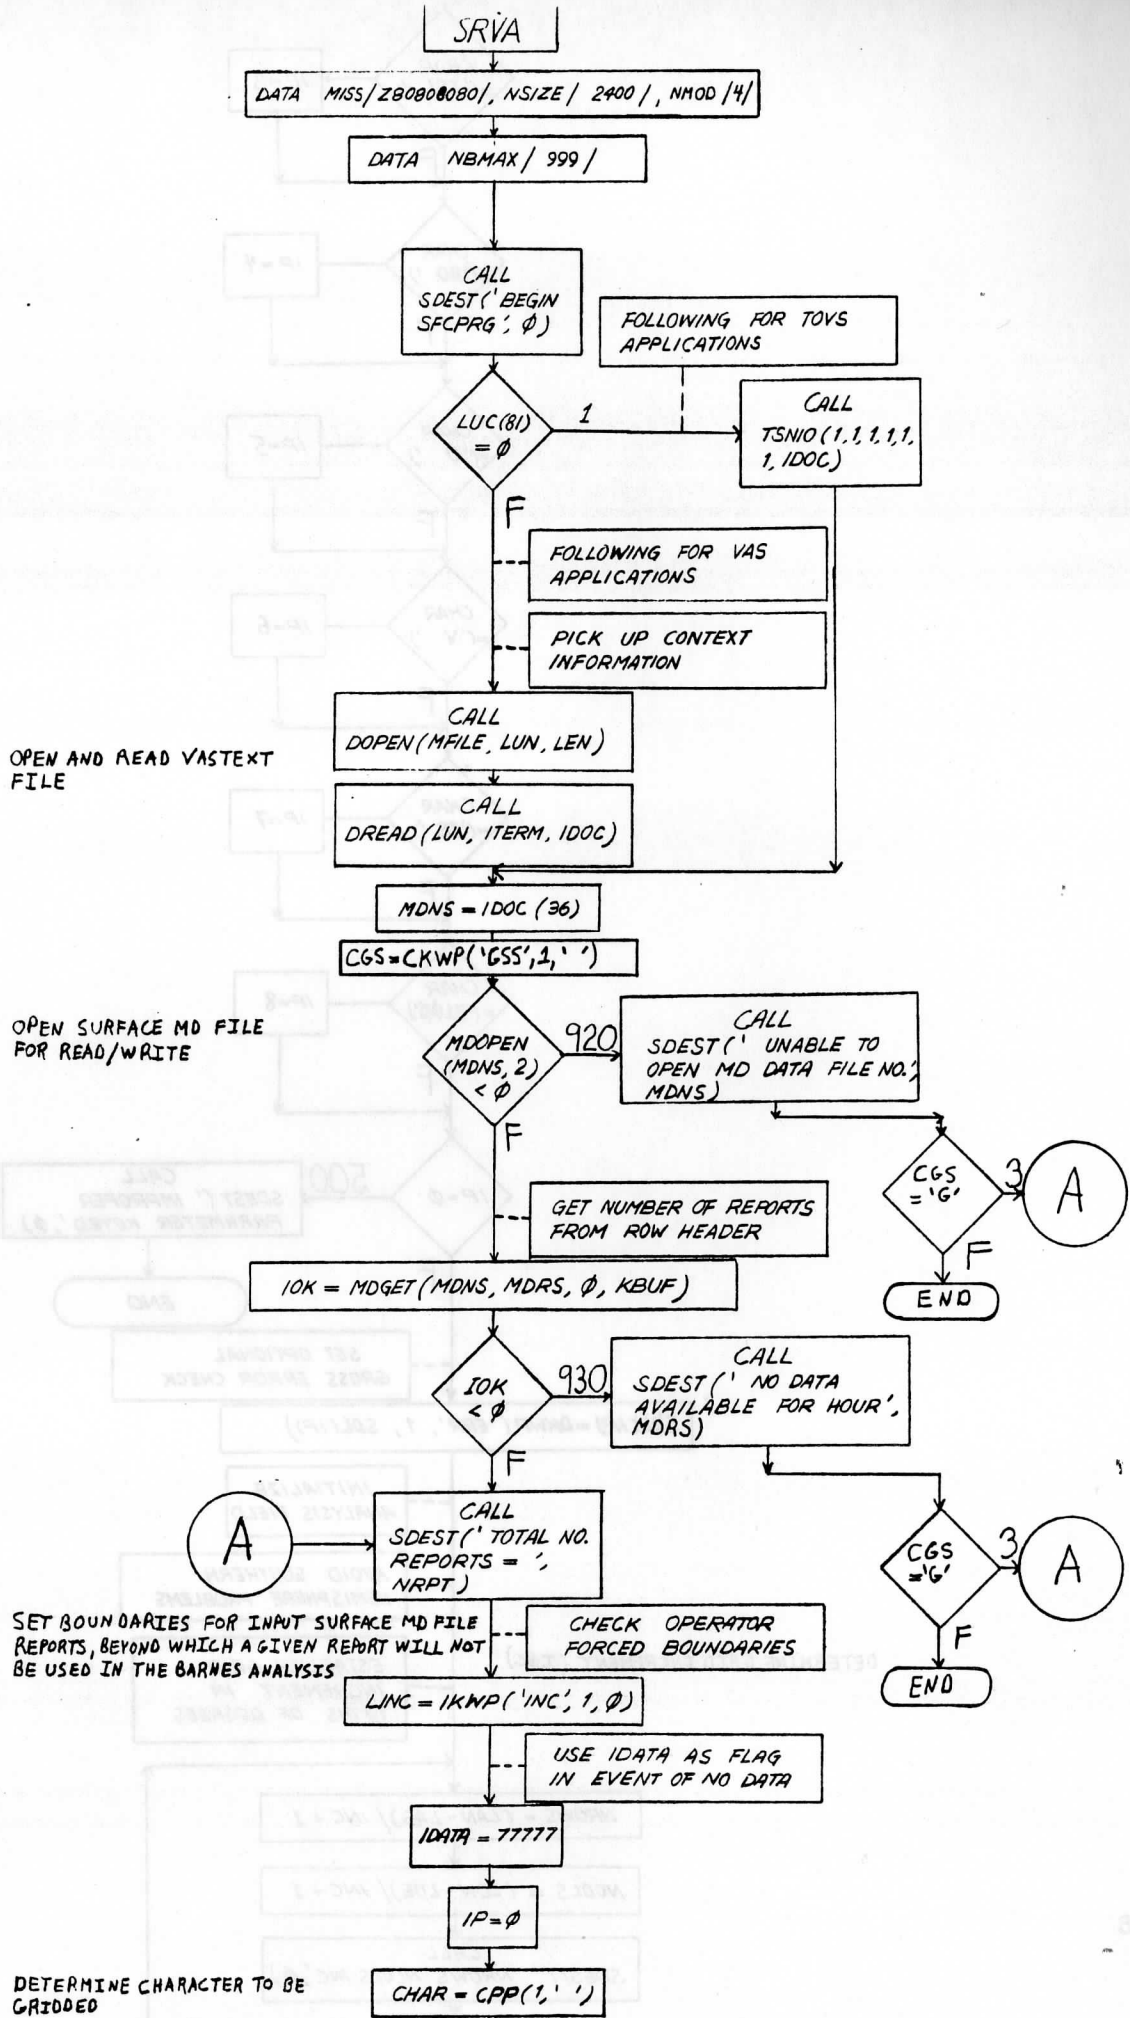 SRVA
DATA MISS/Z80808080/, NSIZE/ 2400/, NMOD/4/
DATA NBMAX/ 999/
CALL
SDEST('BEGIN
SFCPRG', Ø)
FOLLOWING FOR TOVS
APPLICATIONS
LUC(81)
= Ø
1
CALL
TSNIO(1,1,1,1,1,
1, IDOC)
F
FOLLOWING FOR VAS
APPLICATIONS
PICK UP CONTEXT
INFORMATION
OPEN AND READ VASTEXT
FILE
CALL
DOPEN(MFILE, LUN, LEN)
CALL
DREAD(LUN, ITERM, IDOC)
MDNS = IDOC (36)
CGS=CKWP('GSS',1,' ')
OPEN SURFACE MD FILE
FOR READ/WRITE
MDOPEN
(MDNS, 2)
< Ø
920
CALL
SDEST(' UNABLE TO
OPEN MD DATA FILE NO.',
MDNS)
F
CGS
='G'
3
A
F
END
GET NUMBER OF REPORTS
FROM ROW HEADER
IOK = MDGET(MDNS, MDRS, Ø, KBUF)
IOK
< Ø
930
CALL
SDEST(' NO DATA
AVAILABLE FOR HOUR',
MDRS)
F
A
CALL
SDEST(' TOTAL NO.
REPORTS = ',
NRPT)
CGS
='G'
3
A
F
END
SET BOUNDARIES FOR INPUT SURFACE MD FILE
REPORTS, BEYOND WHICH A GIVEN REPORT WILL NOT
BE USED IN THE BARNES ANALYSIS
CHECK OPERATOR
FORCED BOUNDARIES
LINC = IKWP('INC', 1, Ø)
USE IDATA AS FLAG
IN EVENT OF NO DATA
IDATA = 77777
IP=Ø
DETERMINE CHARACTER TO BE
GRIDDED
CHAR = CPP(1,' ')